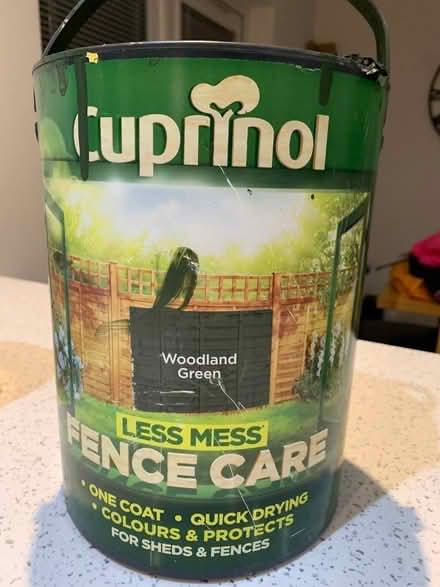 Cuprinol
Woodland
Green
LESS MESS
FENCE CARE
• ONE COAT • QUICK DRYING
• COLOURS & PROTECTS
FOR SHEDS & FENCES